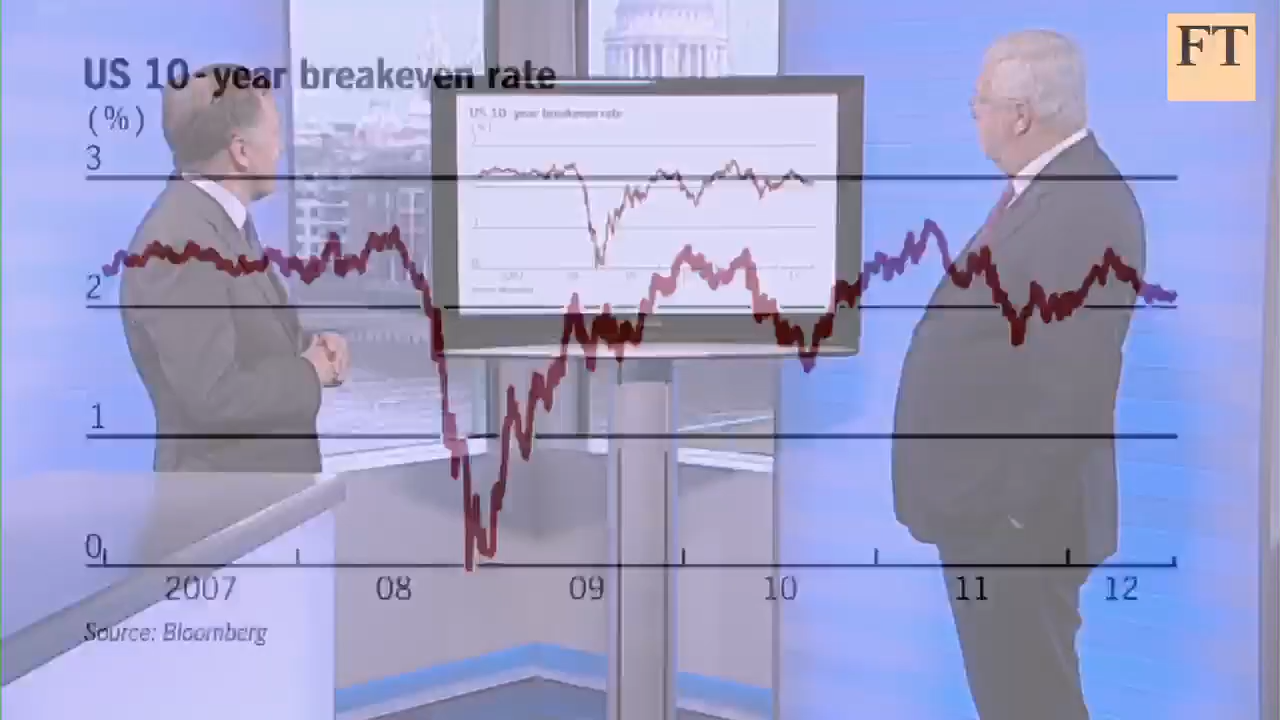 FT
US 10-year breakeven rate
(%)
3
2
1
0
2007 08 09 10 11 12
Source: Bloomberg
US 10-year breakeven rate